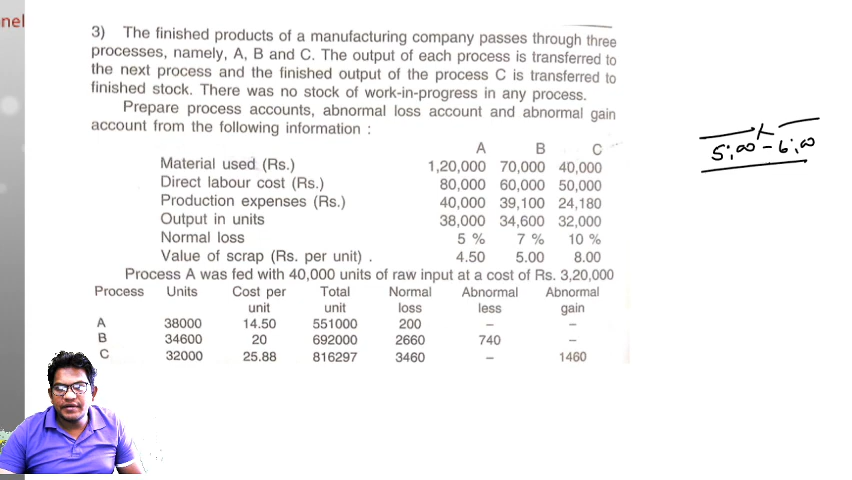 nel
3) The finished products of a manufacturing company passes through three
processes, namely, A, B and C. The output of each process is transferred to
the next process and the finished output of the process C is transferred to
finished stock. There was no stock of work-in-progress in any process.
Prepare process accounts, abnormal loss account and abnormal gain
account from the following information :
A B C
Material used (Rs.) 1,20,000 70,000 40,000
Direct labour cost (Rs.) 80,000 60,000 50,000
Production expenses (Rs.) 40,000 39,100 24,180
Output in units 38,000 34,600 32,000
Normal loss 5 % 7 % 10 %
Value of scrap (Rs. per unit) . 4.50 5.00 8.00
Process A was fed with 40,000 units of raw input at a cost of Rs. 3,20,000
Process Units Cost per Total Normal Abnormal Abnormal
unit unit loss less gain
A 38000 14.50 551000 200 – –
B 34600 20 692000 2660 740 –
C 32000 25.88 816297 3460 – 1460
5:00 – 6:00